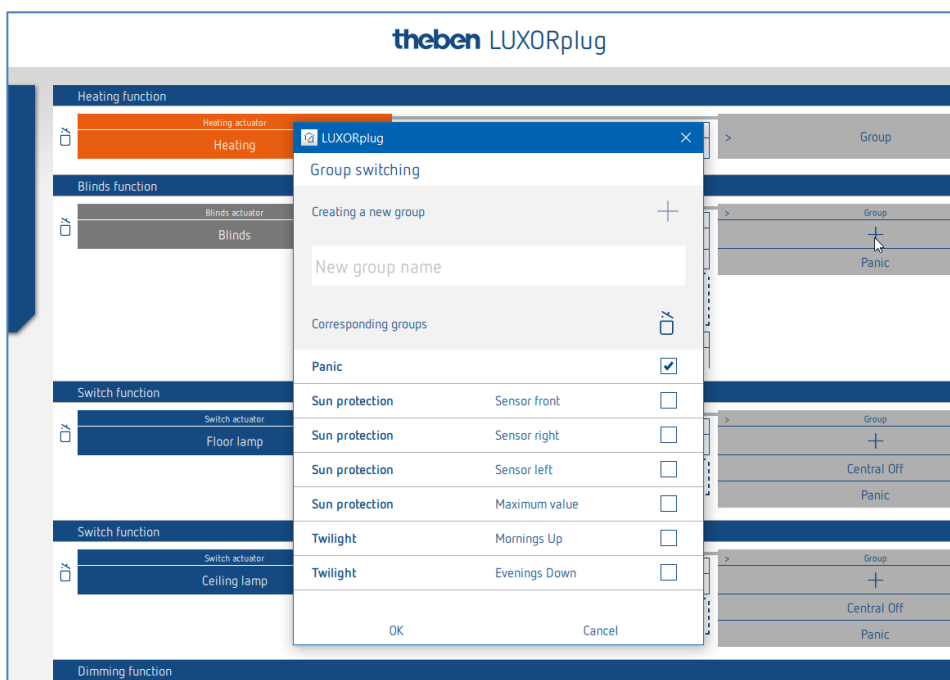 theben LUXORplug
Heating function
Heating actuator
Heating
> Group
Blinds function
Blinds actuator
Blinds
> Group
Panic
LUXORplug
Group switching
Creating a new group
New group name
Corresponding groups
Panic
Sun protection Sensor front
Sun protection Sensor right
Sun protection Sensor left
Sun protection Maximum value
Twilight Mornings Up
Twilight Evenings Down
OK Cancel
Switch function
Switch actuator
Floor lamp
> Group
Central Off
Panic
Switch function
Switch actuator
Ceiling lamp
> Group
Central Off
Panic
Dimming function